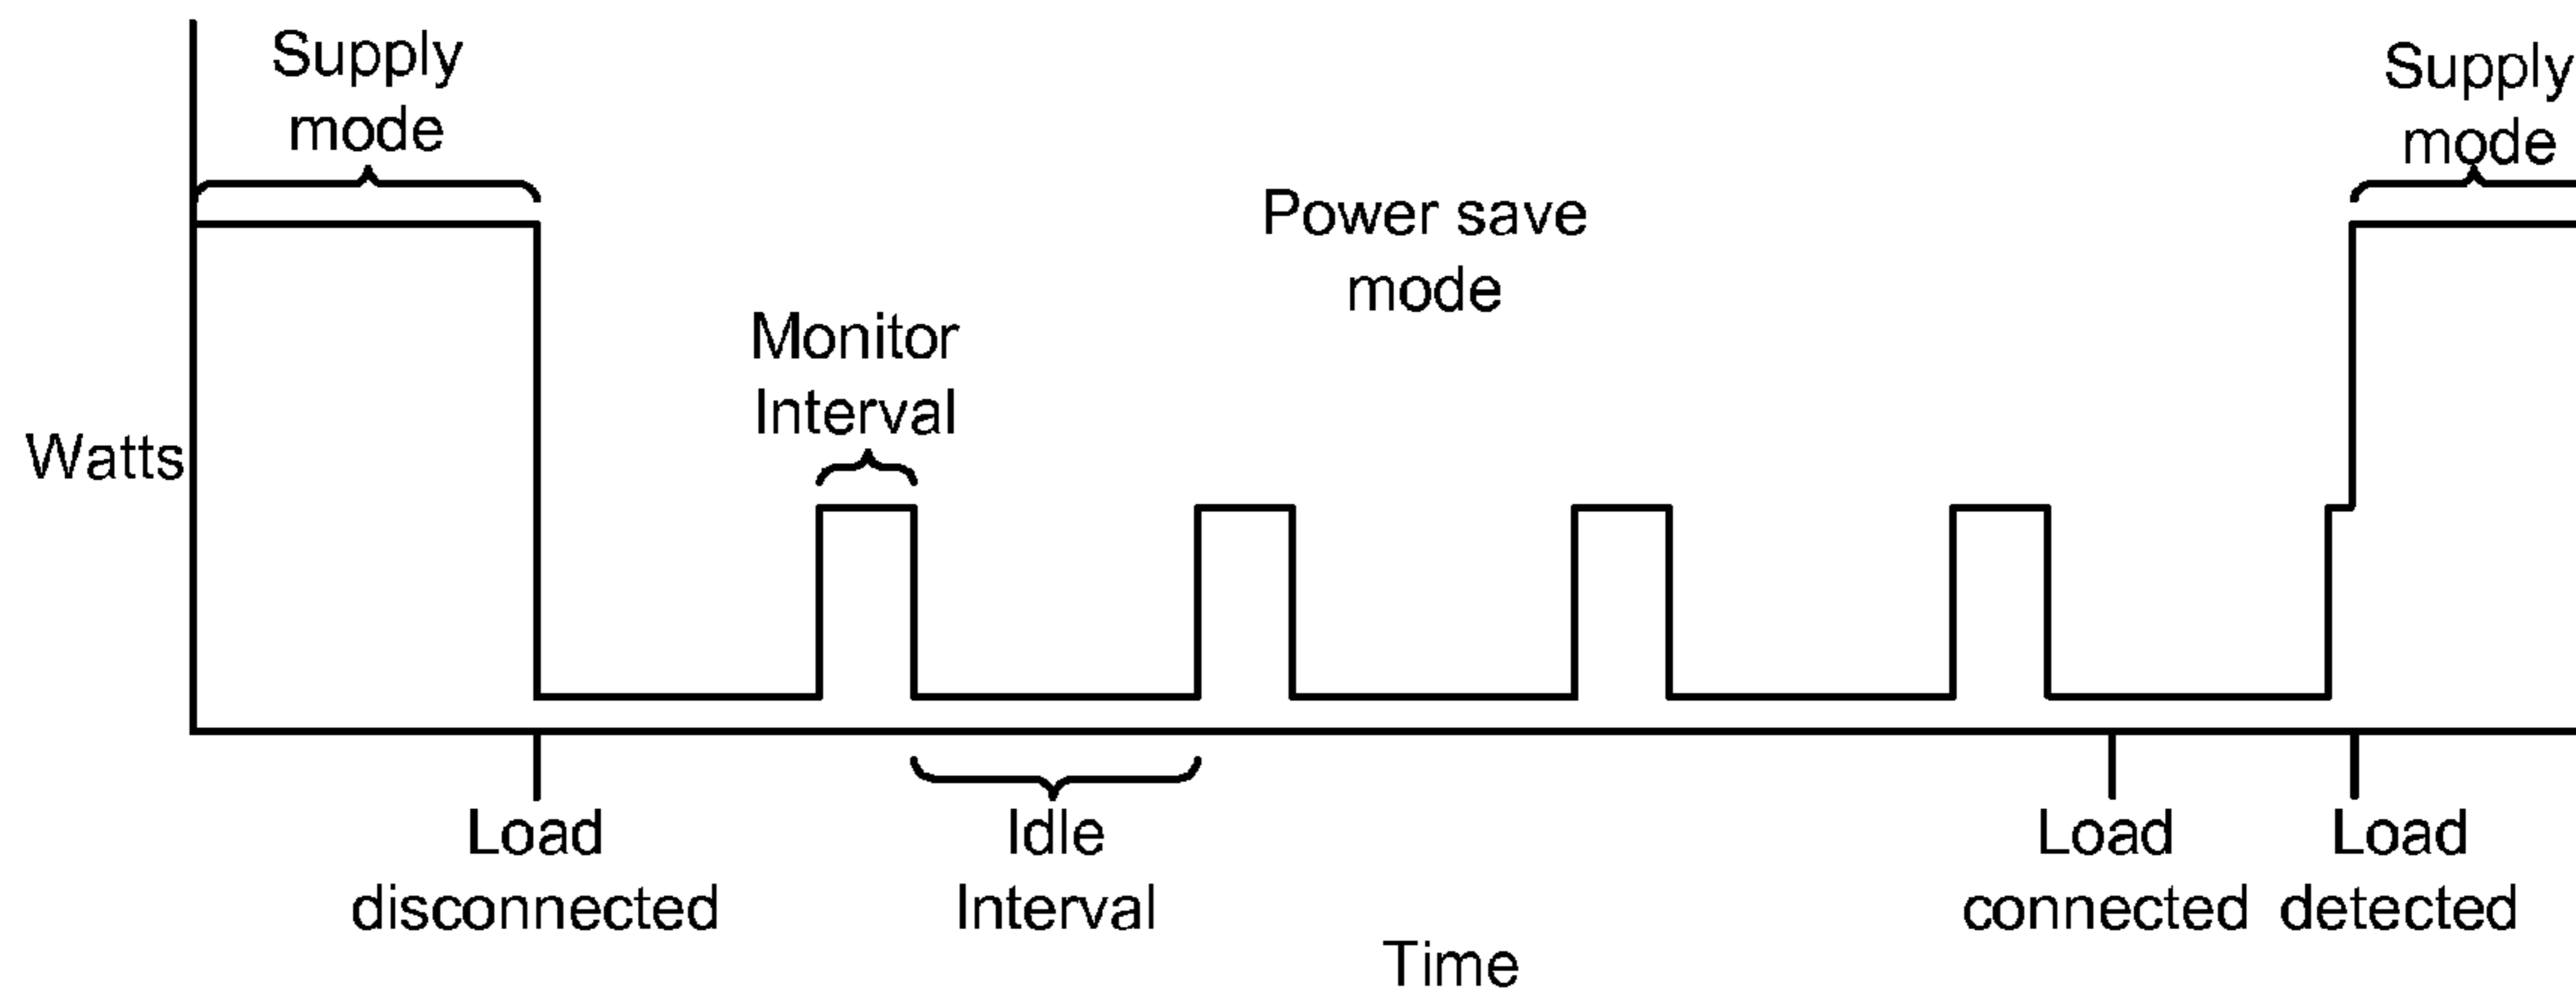 Supply
mode
Supply
mode
Power save
mode
Monitor
Interval
Watts
Load
disconnected
Idle
Interval
Load
connected
Load
detected
Time